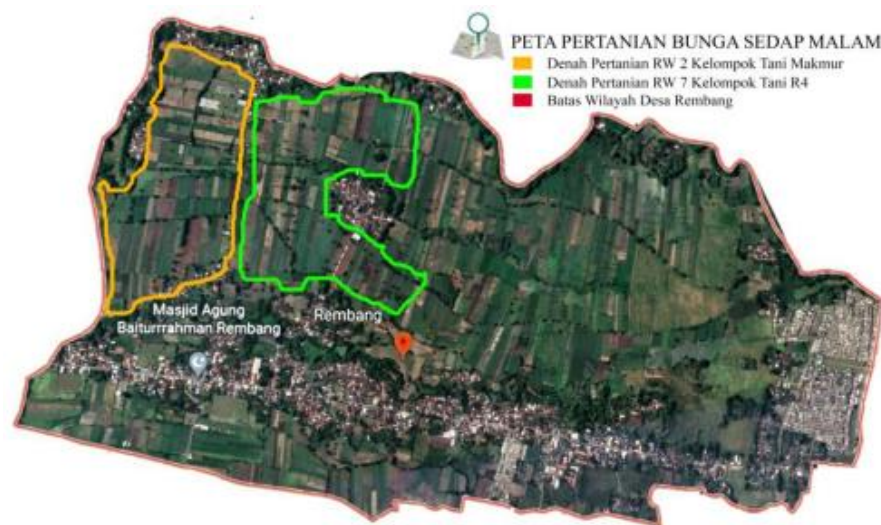 PETA PERTANIAN BUNGA SEDAP MALAM
Denah Pertanian RW 2 Kelompok Tani Makmur
Denah Pertanian RW 7 Kelompok Tani R4
Batas Wilayah Desa Rembang
Masjid Agung
Baiturrrahman Rembang
Rembang